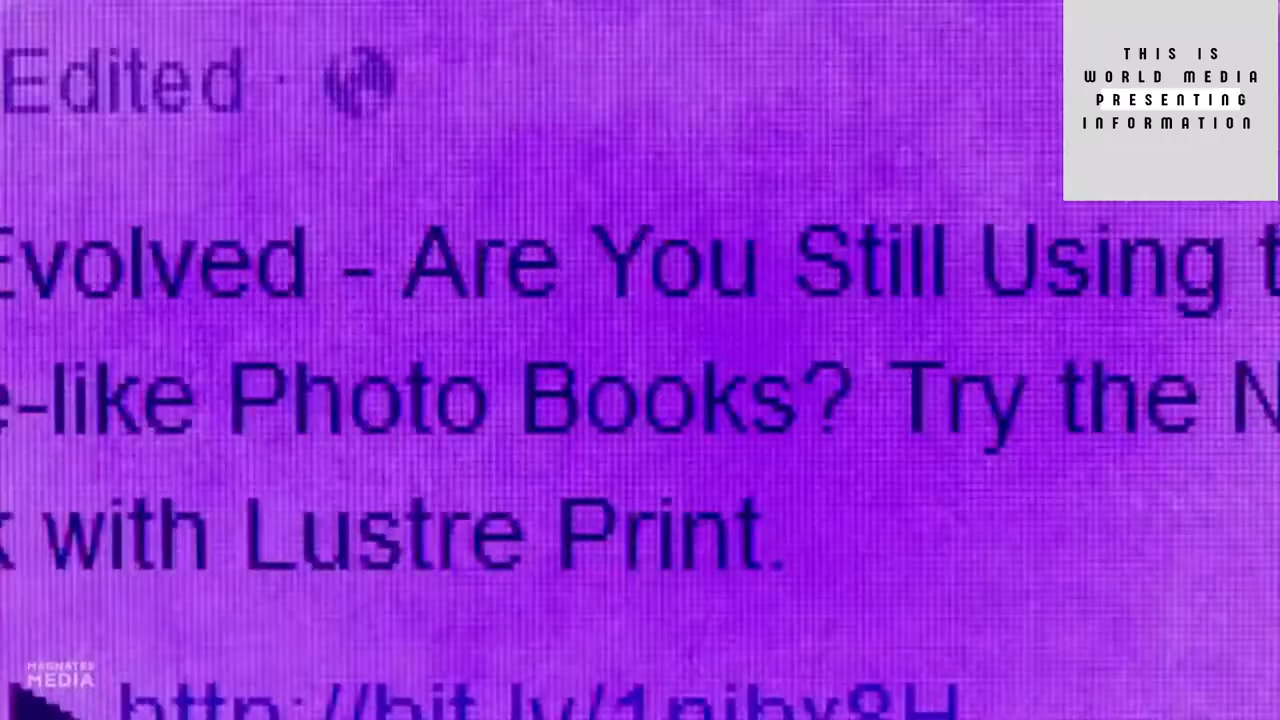 THIS IS
WORLD MEDIA
PRESENTING
INFORMATION
Edited ·
Evolved - Are You Still Using t
e-like Photo Books? Try the N
k with Lustre Print.
MAGNATES
MEDIA